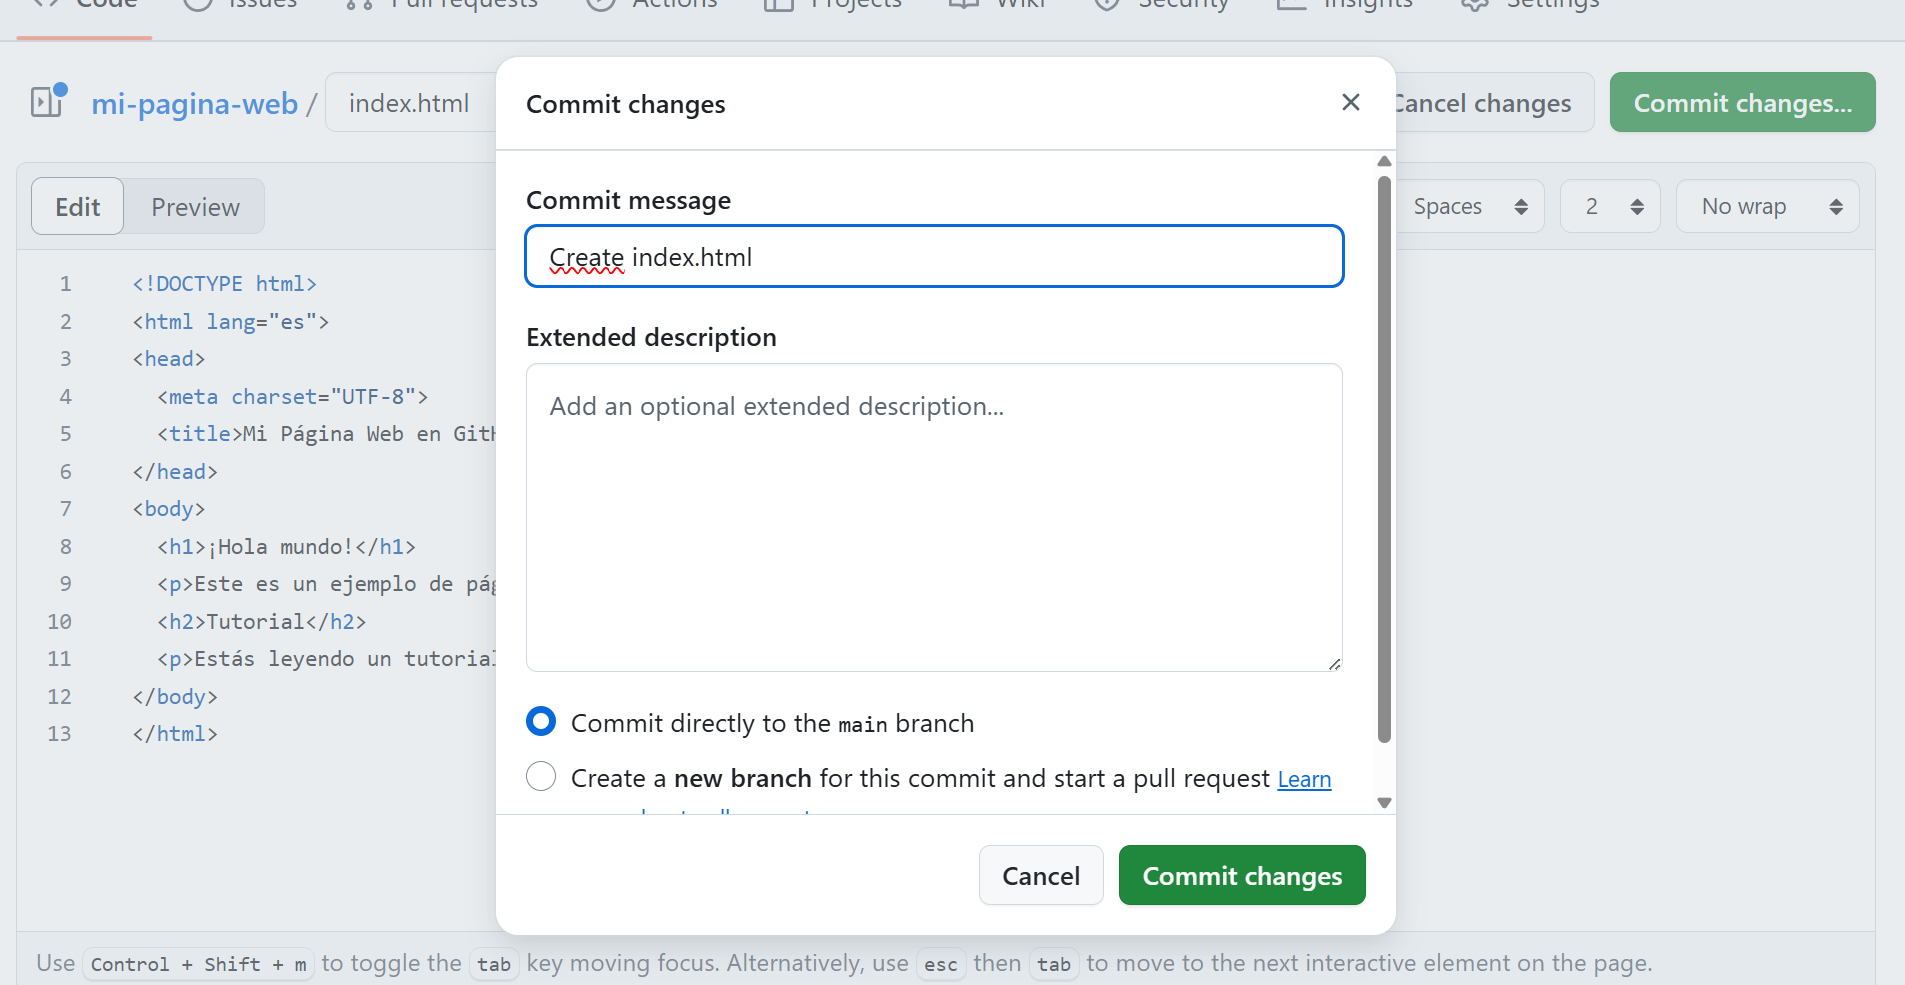 Code Issues Pull requests Actions Projects Wiki Security Insights Settings
mi-pagina-web / index.html
Cancel changes Commit changes...
Edit Preview
Spaces 2 No wrap
1 <!DOCTYPE html>
2 <html lang="es">
3 <head>
4 <meta charset="UTF-8">
5 <title>Mi Página Web en
6 </head>
7 <body>
8 <h1>¡Hola mundo!</h1>
9 <p>Este es un ejemplo de
10 <h2>Tutorial</h2>
11 <p>Estás leyendo un tutorial
12 </body>
13 </html>
Commit changes
Commit message
Create index.html
Extended description
Add an optional extended description...
Commit directly to the main branch
Create a new branch for this commit and start a pull request Learn
Cancel Commit changes
Use Control + Shift + m to toggle the tab key moving focus. Alternatively, use esc then tab to move to the next interactive element on the page.